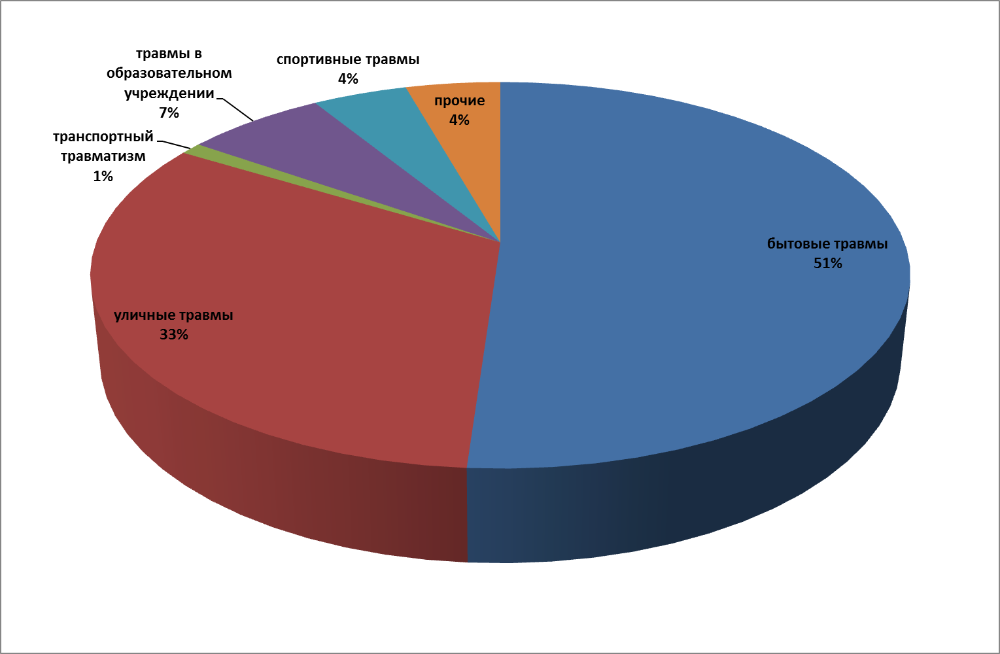 травмы в
образовательном
учреждении
7%
спортивные травмы
4%
прочие
4%
транспортный
травматизм
1%
бытовые травмы
51%
уличные травмы
33%